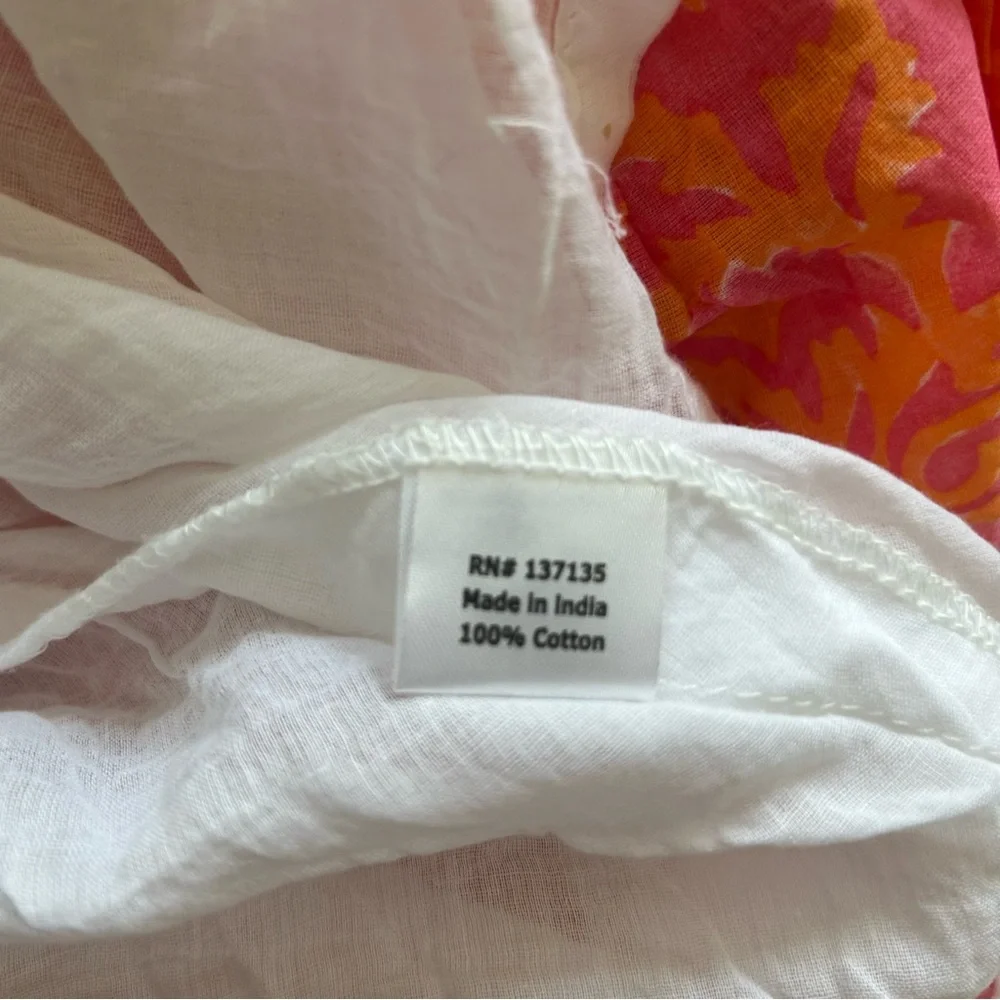 RN# 137135
Made in India
100% Cotton